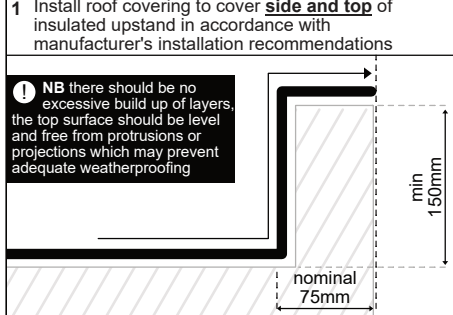 1 Install roof covering to cover side and top of
insulated upstand in accordance with
manufacturer's installation recommendations
! NB there should be no
excessive build up of layers,
the top surface should be level
and free from protrusions or
projections which may prevent
adequate weatherproofing
min
150mm
nominal
75mm